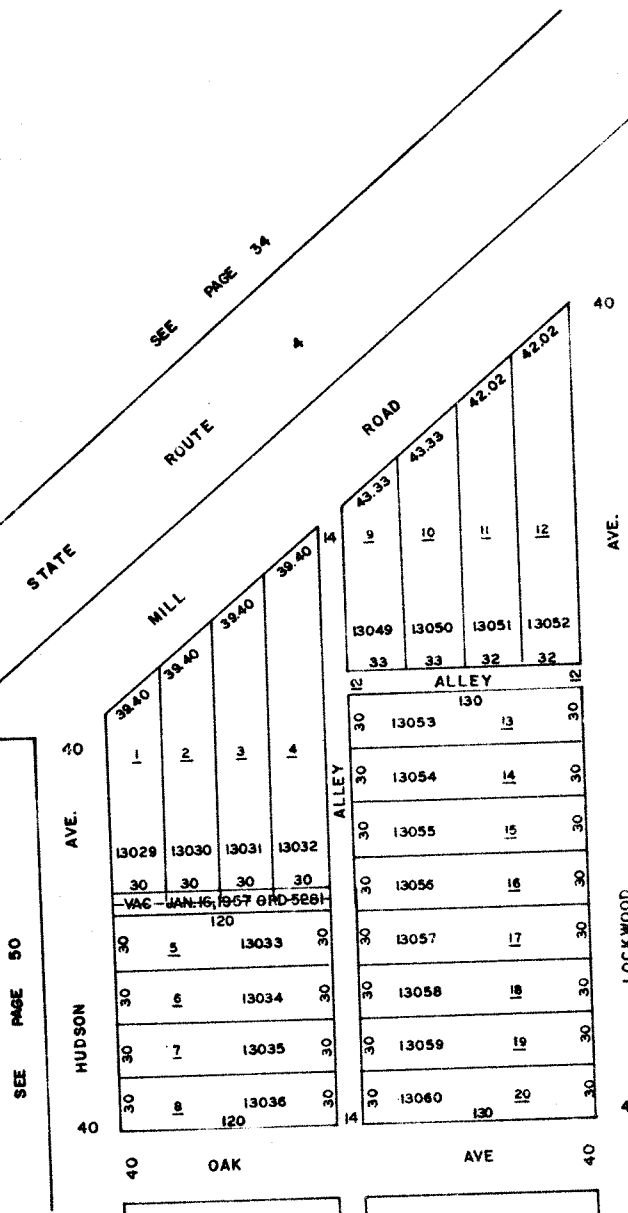 SEE PAGE 34
STATE ROUTE 4
MILL ROAD
40
43.33 43.33 42.02 42.02
14
9 10 11 12
AVE.
13049 13050 13051 13052
33 33 32 32
12 ALLEY 12
39.40 39.40 39.40 39.40
40
1 2 3 4
AVE.
13029 13030 13031 13032
30 30 30 30
VAC - JAN. 16, 1957 ORD 5281
120
30 5 13033 30
30 6 13034 30
30 7 13035 30
30 8 13036 30
120
HUDSON
SEE PAGE 50
40
ALLEY
130
30 13053 13 30
30 13054 14 30
30 13055 15 30
30 13056 16 30
30 13057 17 30
30 13058 18 30
30 13059 19 30
30 13060 20 30
130
14
LOCKWOOD
40 OAK AVE 40